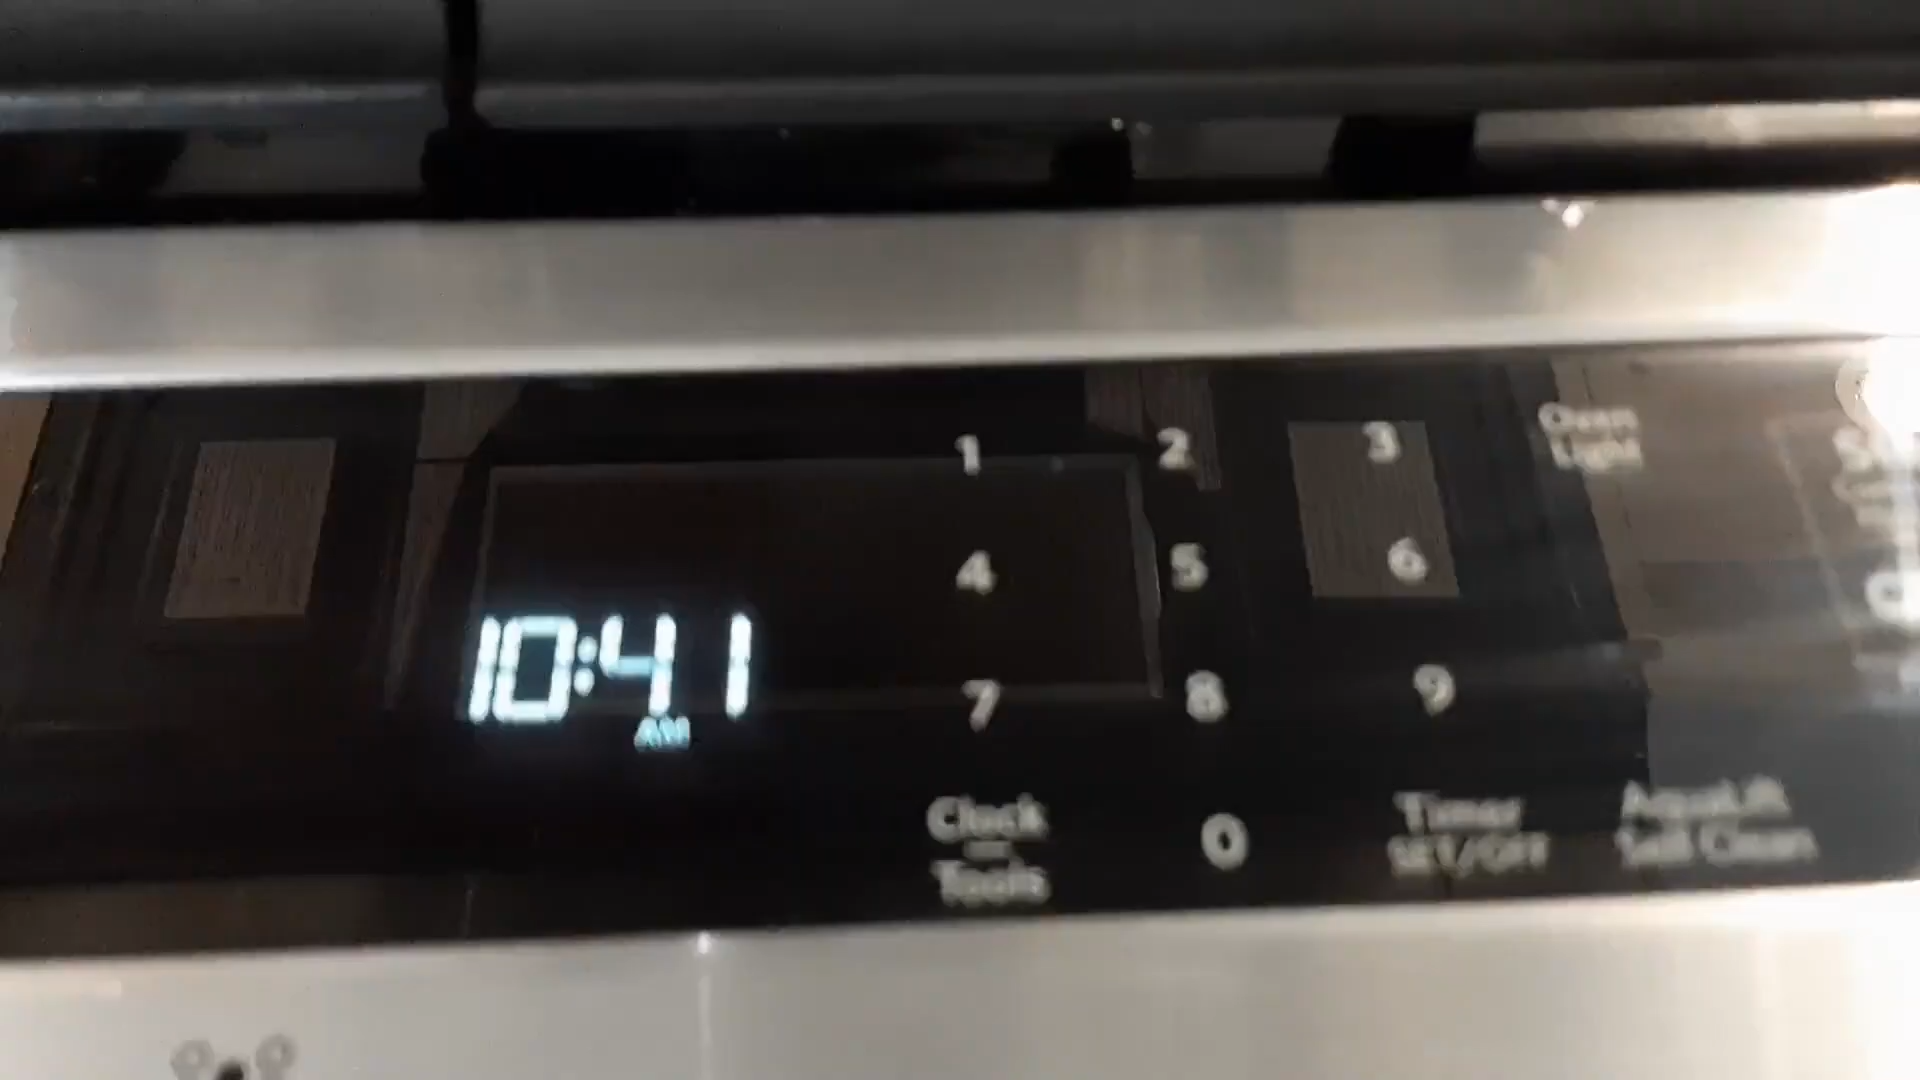 1 2 3
Oven
Light
4 5 6
10:41
AM
7 8 9
Clock
Tools
0
Timer
SET/OFF
AquaLift
Self Clean